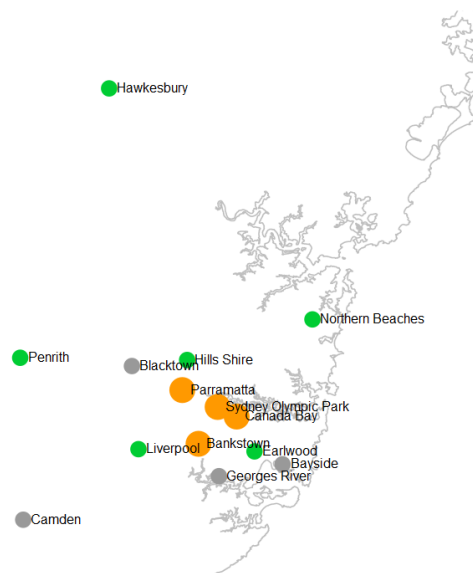 Hawkesbury
Northern Beaches
Penrith
Hills Shire
Blacktown
Parramatta
Sydney Olympic Park
Canada Bay
Bankstown
Liverpool
Earlwood
Bayside
Georges River
Camden